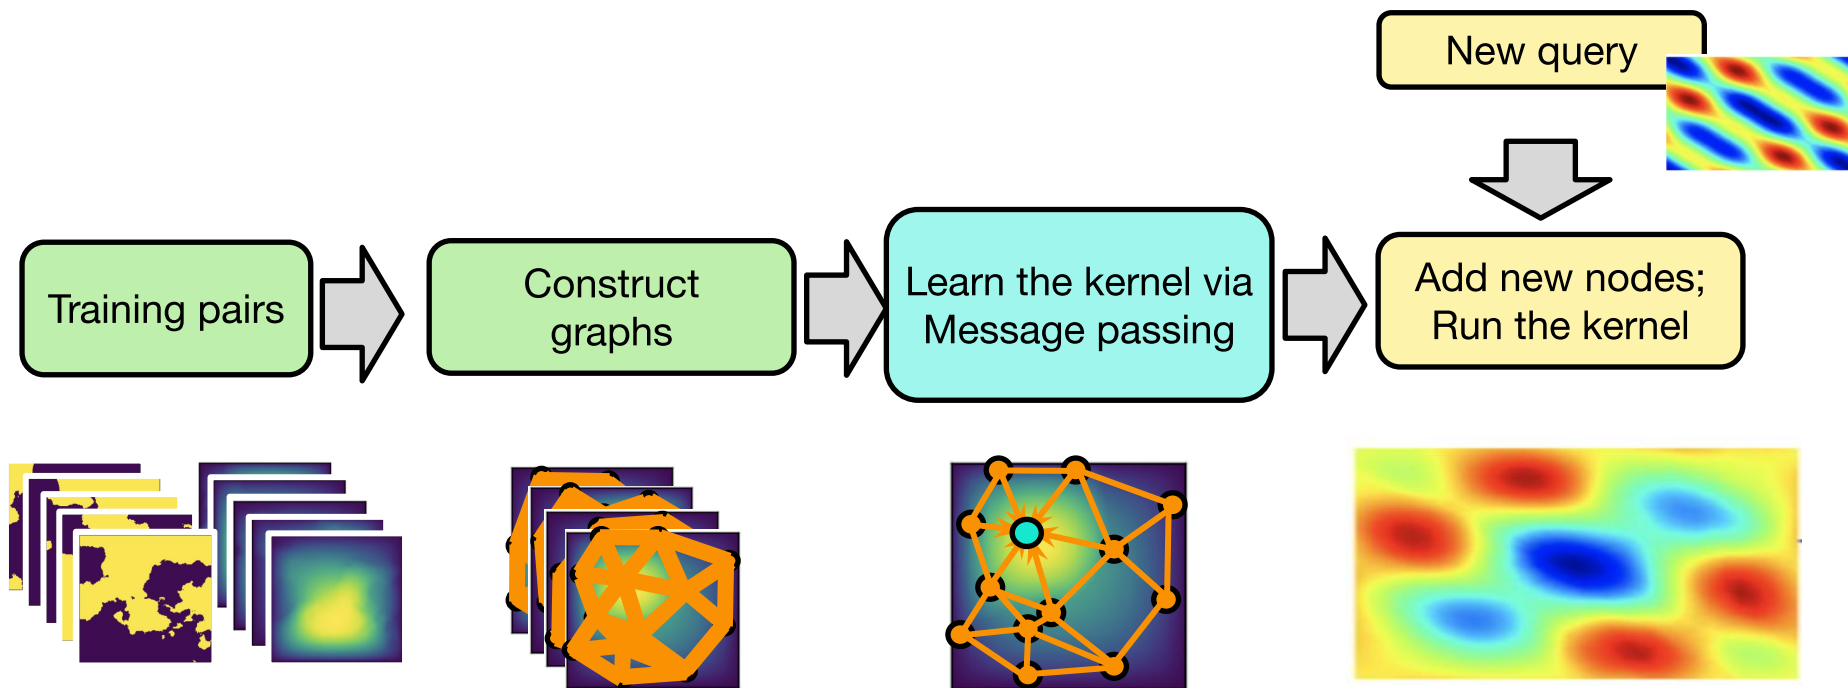 New query
Training pairs
Construct
graphs
Learn the kernel via
Message passing
Add new nodes;
Run the kernel